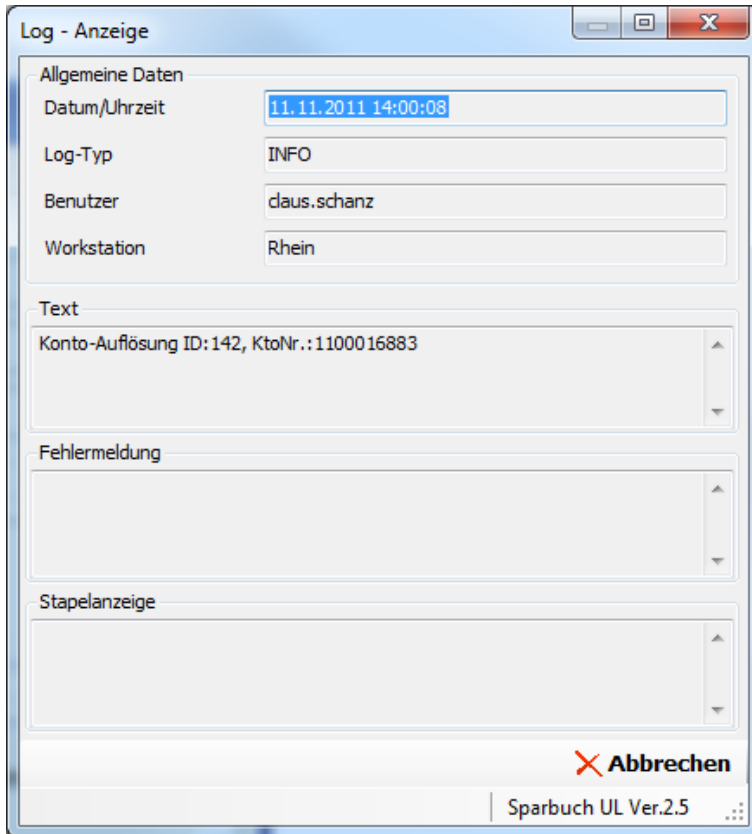 Log - Anzeige
Allgemeine Daten
Datum/Uhrzeit 11.11.2011 14:00:08
Log-Typ INFO
Benutzer claus.schanz
Workstation Rhein
Text
Konto-Auflösung ID:142, KtoNr.:1100016883
Fehlermeldung
Stapelanzeige
Abbrechen
Sparbuch UL Ver.2.5